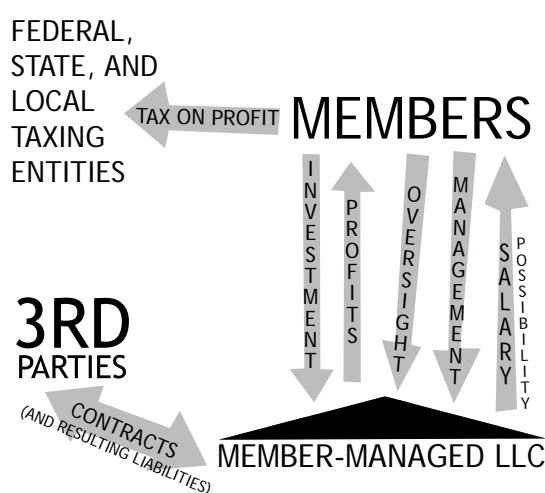 FEDERAL,
STATE, AND
LOCAL
TAXING
ENTITIES
TAX ON PROFIT
MEMBERS
INVESTMENT
PROFITS
OVERSIGHT
MANAGEMENT
SALARY
POSSIBILITY
3RD
PARTIES
CONTRACTS
(AND RESULTING LIABILITIES)
MEMBER-MANAGED LLC